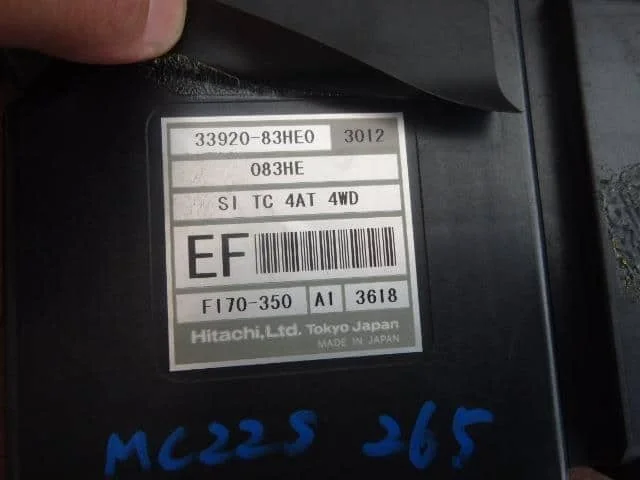 33920-83HE0 3012
083HE
SI TC 4AT 4WD
EF
FI70-350 A1 3618
Hitachi, Ltd. Tokyo Japan
MADE IN JAPAN
MC22S 265